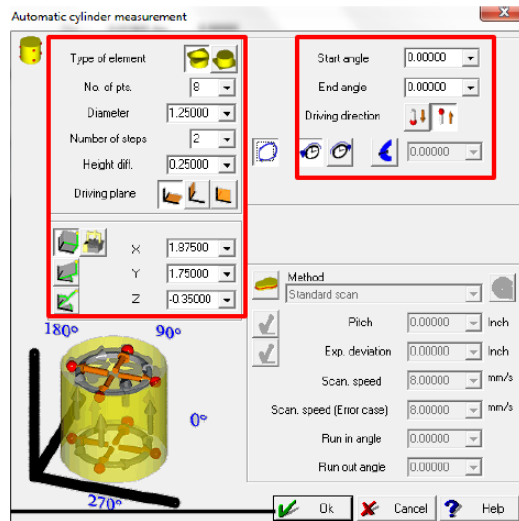 Automatic cylinder measurement
Type of element
No. of pts. 8
Diameter 1.25000
Number of steps 2
Height diff. 0.25000
Driving plane
X 1.87500
Y 1.75000
Z -0.35000
Start angle 0.00000
End angle 0.00000
Driving direction
0.00000
Method
Standard scan
Pitch 0.00000 Inch
Exp. deviation 0.00000 Inch
Scan. speed 8.00000 mm/s
Scan. speed (Error case) 8.00000 mm/s
Run in angle 0.00000
Run out angle 0.00000
180° 90°
0°
270°
Ok Cancel Help